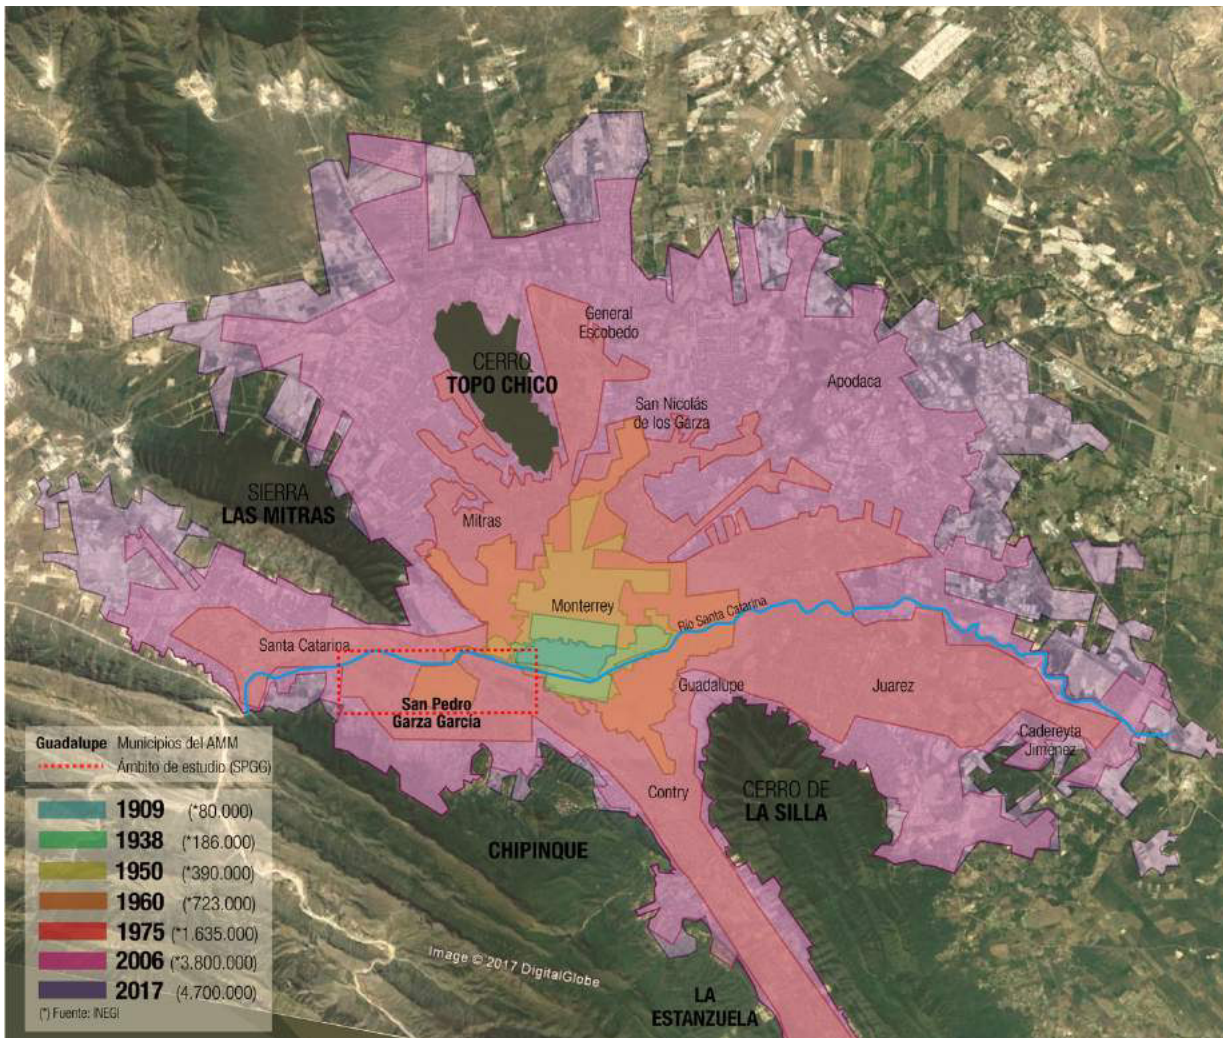 General
Escobedo
CERRO
TOPO CHICO
Apodaca
San Nicolás
de los Garza
SIERRA
LAS MITRAS
Mitras
Monterrey
Río Santa Catarina
Santa Catarina
San Pedro
Garza García
Guadalupe
Juarez
Cadereyta
Jiménez
Contry
CERRO DE
LA SILLA
CHIPINQUE
LA
ESTANZUELA
Image © 2017 DigitalGlobe
Guadalupe Municipios del AMM
Ámbito de estudio (SPGG)
1909 (*80.000)
1938 (*186.000)
1950 (*390.000)
1960 (*723.000)
1975 (*1.635.000)
2006 (*3.800.000)
2017 (4.700.000)
(*) Fuente: INEGI